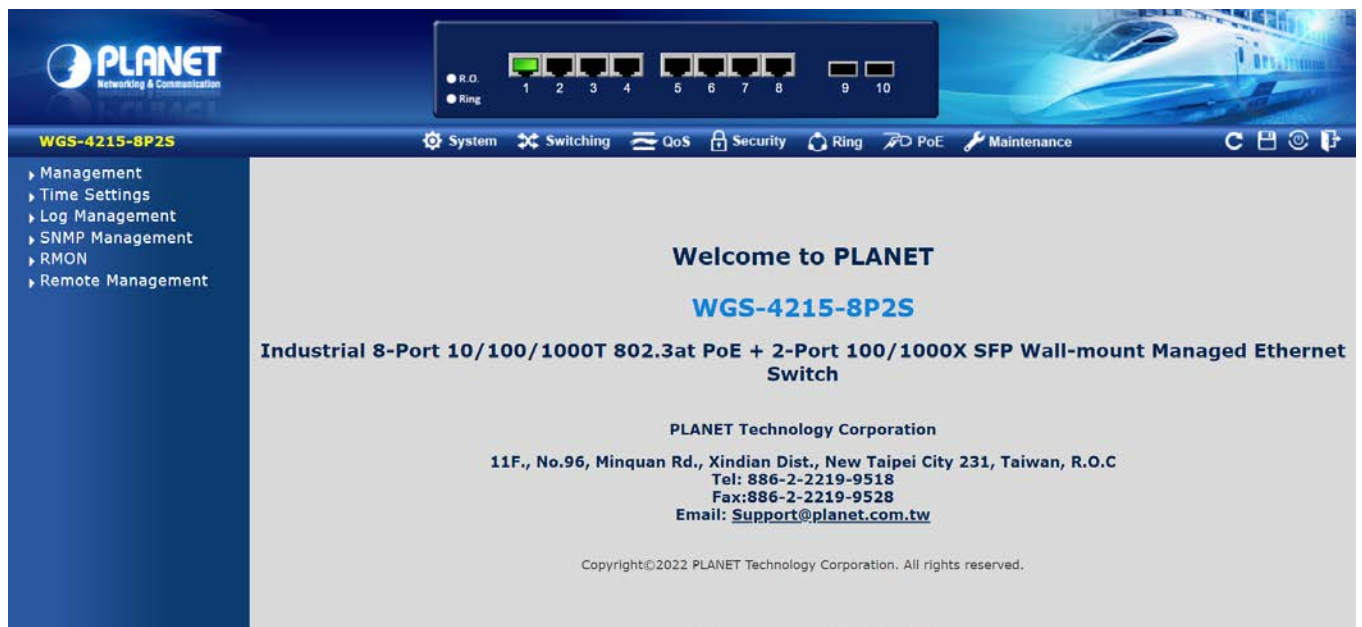 PLANET
Networking & Communication
R.O.
Ring
1 2 3 4 5 6 7 8 9 10
WGS-4215-8P2S
System Switching QoS Security Ring PoE Maintenance
Management
Time Settings
Log Management
SNMP Management
RMON
Remote Management
Welcome to PLANET
WGS-4215-8P2S
Industrial 8-Port 10/100/1000T 802.3at PoE + 2-Port 100/1000X SFP Wall-mount Managed Ethernet
Switch
PLANET Technology Corporation
11F., No.96, Minquan Rd., Xindian Dist., New Taipei City 231, Taiwan, R.O.C
Tel: 886-2-2219-9518
Fax:886-2-2219-9528
Email: Support@planet.com.tw
Copyright©2022 PLANET Technology Corporation. All rights reserved.